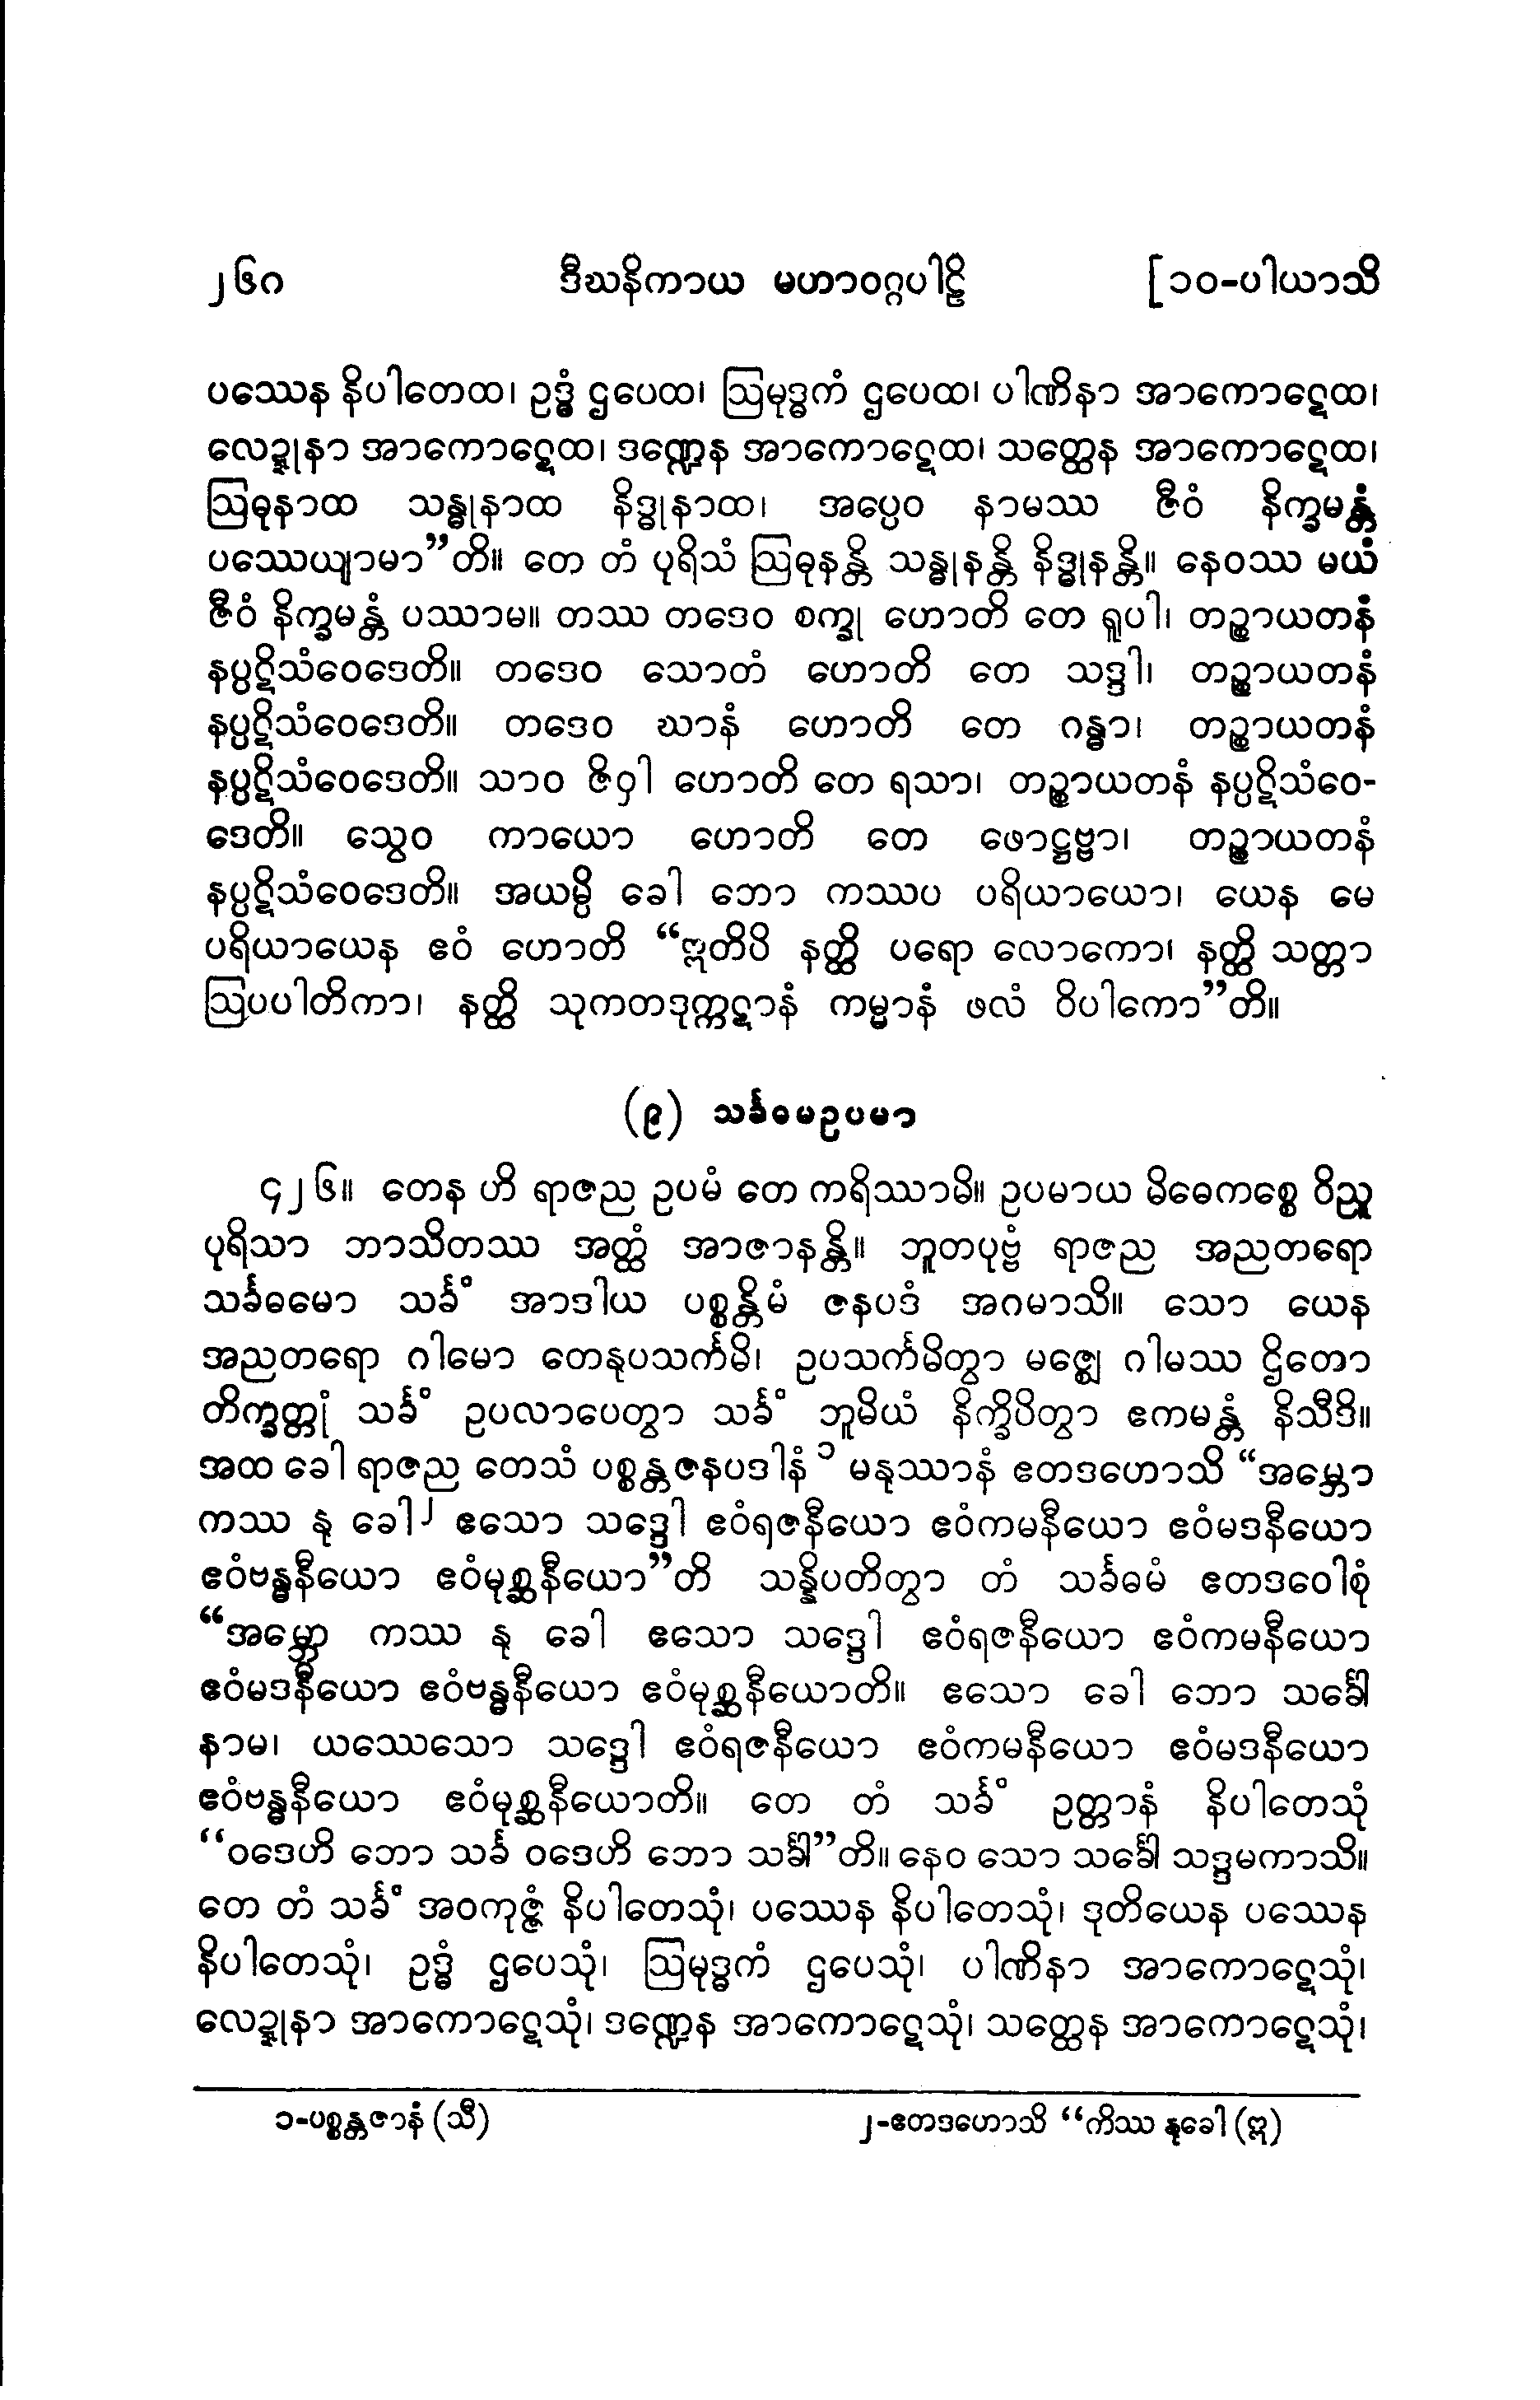 ၂၆၈ ဒီဃနိကာယ မဟာဝဂ္ဂပါဠိ [၁၀-ပါယာသိ
ပဿေန နိပါတေထ၊ ဥဒ္ဓံ ဌပေထ၊ ဩမုဒ္ဓကံ ဌပေထ၊ ပါဏိနာ အာကောဋေထ၊
လေဍ္ဍုနာ အာကောဋေထ၊ ဒဏ္ဍေန အာကောဋေထ၊ သတ္ထေန အာကောဋေထ၊
ဩဓုနာထ သန္ဓုနာထ နိဒ္ဓုနာထ၊ အပ္ပေဝ နာမဿ ဇီဝံ နိက္ခမန္တံ
ပဿေယျာမာ”တိ။ တေ တံ ပုရိသံ ဩဓုနန္တိ သန္ဓုနန္တိ နိဒ္ဓုနန္တိ။ နေဝဿ မယံ
ဇီဝံ နိက္ခမန္တံ ပဿာမ။ တဿ တဒေဝ စက္ခု ဟောတိ တေ ရူပါ၊ တဉ္စာယတနံ
နပ္ပဋိသံဝေဒေတိ။ တဒေဝ သောတံ ဟောတိ တေ သဒ္ဒါ၊ တဉ္စာယတနံ
နပ္ပဋိသံဝေဒေတိ။ တဒေဝ ဃာနံ ဟောတိ တေ ဂန္ဓာ၊ တဉ္စာယတနံ
နပ္ပဋိသံဝေဒေတိ။ သာဝ ဇိဝှါ ဟောတိ တေ ရသာ၊ တဉ္စာယတနံ နပ္ပဋိသံဝေ-
ဒေတိ။ သွေဝ ကာယော ဟောတိ တေ ဖောဋ္ဌဗ္ဗာ၊ တဉ္စာယတနံ
နပ္ပဋိသံဝေဒေတိ။ အယမ္ပိ ခေါ ဘော ကဿပ ပရိယာယော၊ ယေန မေ
ပရိယာယေန ဧဝံ ဟောတိ “ဣတိပိ နတ္ထိ ပရော လောကော၊ နတ္ထိ သတ္တာ
ဩပပါတိကာ၊ နတ္ထိ သုကတဒုက္ကဋာနံ ကမ္မာနံ ဖလံ ဝိပါကော”တိ။
(၉) သင်္ခဓမဥပမာ
၄၂၆။ တေန ဟိ ရာဇည ဥပမံ တေ ကရိဿာမိ။ ဥပမာယ မိဓေကစ္စေ ဝိညူ
ပုရိသာ ဘာသိတဿ အတ္ထံ အာဇာနန္တိ။ ဘူတပုဗ္ဗံ ရာဇည အညတရော
သင်္ခဓမော သင်္ခံ အာဒါယ ပစ္စန္တိမံ ဇနပဒံ အဂမာသိ။ သော ယေန
အညတရော ဂါမော တေနုပသင်္ကမိ၊ ဥပသင်္ကမိတွာ မဇ္ဈေ ဂါမဿ ဌိတော
တိက္ခတ္တုံ သင်္ခံ ဥပလာပေတွာ သင်္ခံ ဘူမိယံ နိက္ခိပိတွာ ဧကမန္တံ နိသီဒိ။
အထ ခေါ ရာဇည တေသံ ပစ္စန္တဇနပဒါနံ ၁ မနုဿာနံ ဧတဒဟောသိ “အမ္ဘော
ကဿ နု ခေါ ၂ ဧသော သဒ္ဒေါ ဧဝံရဇနီယော ဧဝံကမနီယော ဧဝံမဒနီယော
ဧဝံဗန္ဓနီယော ဧဝံမုစ္ဆနီယော”တိ သန္နိပတိတွာ တံ သင်္ခဓမံ ဧတဒဝေါစုံ
“အမ္ဘော ကဿ နု ခေါ ဧသော သဒ္ဒေါ ဧဝံရဇနီယော ဧဝံကမနီယော
ဧဝံမဒနီယော ဧဝံဗန္ဓနီယော ဧဝံမုစ္ဆနီယောတိ။ ဧသော ခေါ ဘော သင်္ခေါ
နာမ၊ ယဿေသော သဒ္ဒေါ ဧဝံရဇနီယော ဧဝံကမနီယော ဧဝံမဒနီယော
ဧဝံဗန္ဓနီယော ဧဝံမုစ္ဆနီယောတိ။ တေ တံ သင်္ခံ ဥတ္တာနံ နိပါတေသုံ
“ဝဒေဟိ ဘော သင်္ခ ဝဒေဟိ ဘော သင်္ခါ”တိ။ နေဝ သော သင်္ခေါ သဒ္ဒမကာသိ။
တေ တံ သင်္ခံ အဝကုဇ္ဇံ နိပါတေသုံ၊ ပဿေန နိပါတေသုံ၊ ဒုတိယေန ပဿေန
နိပါတေသုံ၊ ဥဒ္ဓံ ဌပေသုံ၊ ဩမုဒ္ဓကံ ဌပေသုံ၊ ပါဏိနာ အာကောဋေသုံ၊
လေဍ္ဍုနာ အာကောဋေသုံ၊ ဒဏ္ဍေန အာကောဋေသုံ၊ သတ္ထေန အာကောဋေသုံ၊
၁-ပစ္စန္တဇာနံ (သီ) ၂-ဧတဒဟောသိ “ကိဿ နုခေါ (ဣ)